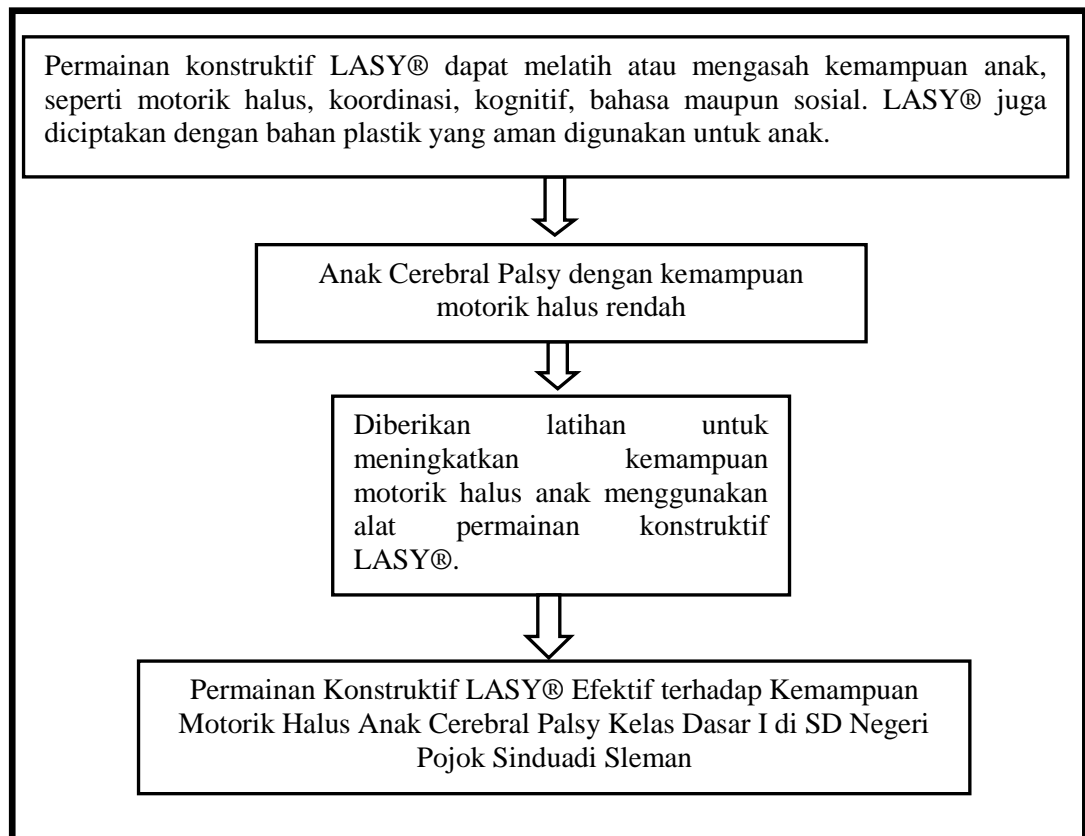 Permainan konstruktif LASY® dapat melatih atau mengasah kemampuan anak,
seperti motorik halus, koordinasi, kognitif, bahasa maupun sosial. LASY® juga
diciptakan dengan bahan plastik yang aman digunakan untuk anak.
Anak Cerebral Palsy dengan kemampuan
motorik halus rendah
Diberikan latihan untuk
meningkatkan kemampuan
motorik halus anak menggunakan
alat permainan konstruktif
LASY®.
Permainan Konstruktif LASY® Efektif terhadap Kemampuan
Motorik Halus Anak Cerebral Palsy Kelas Dasar I di SD Negeri
Pojok Sinduadi Sleman